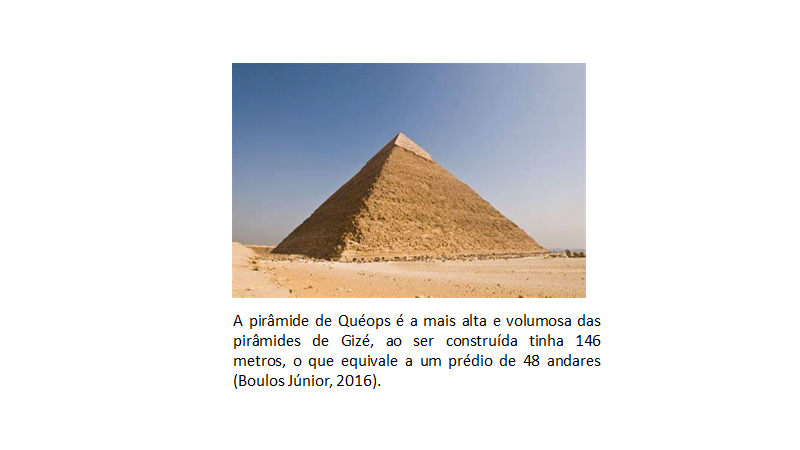 A pirâmide de Quéops é a mais alta e volumosa das
pirâmides de Gizé, ao ser construída tinha 146
metros, o que equivale a um prédio de 48 andares
(Boulos Júnior, 2016).